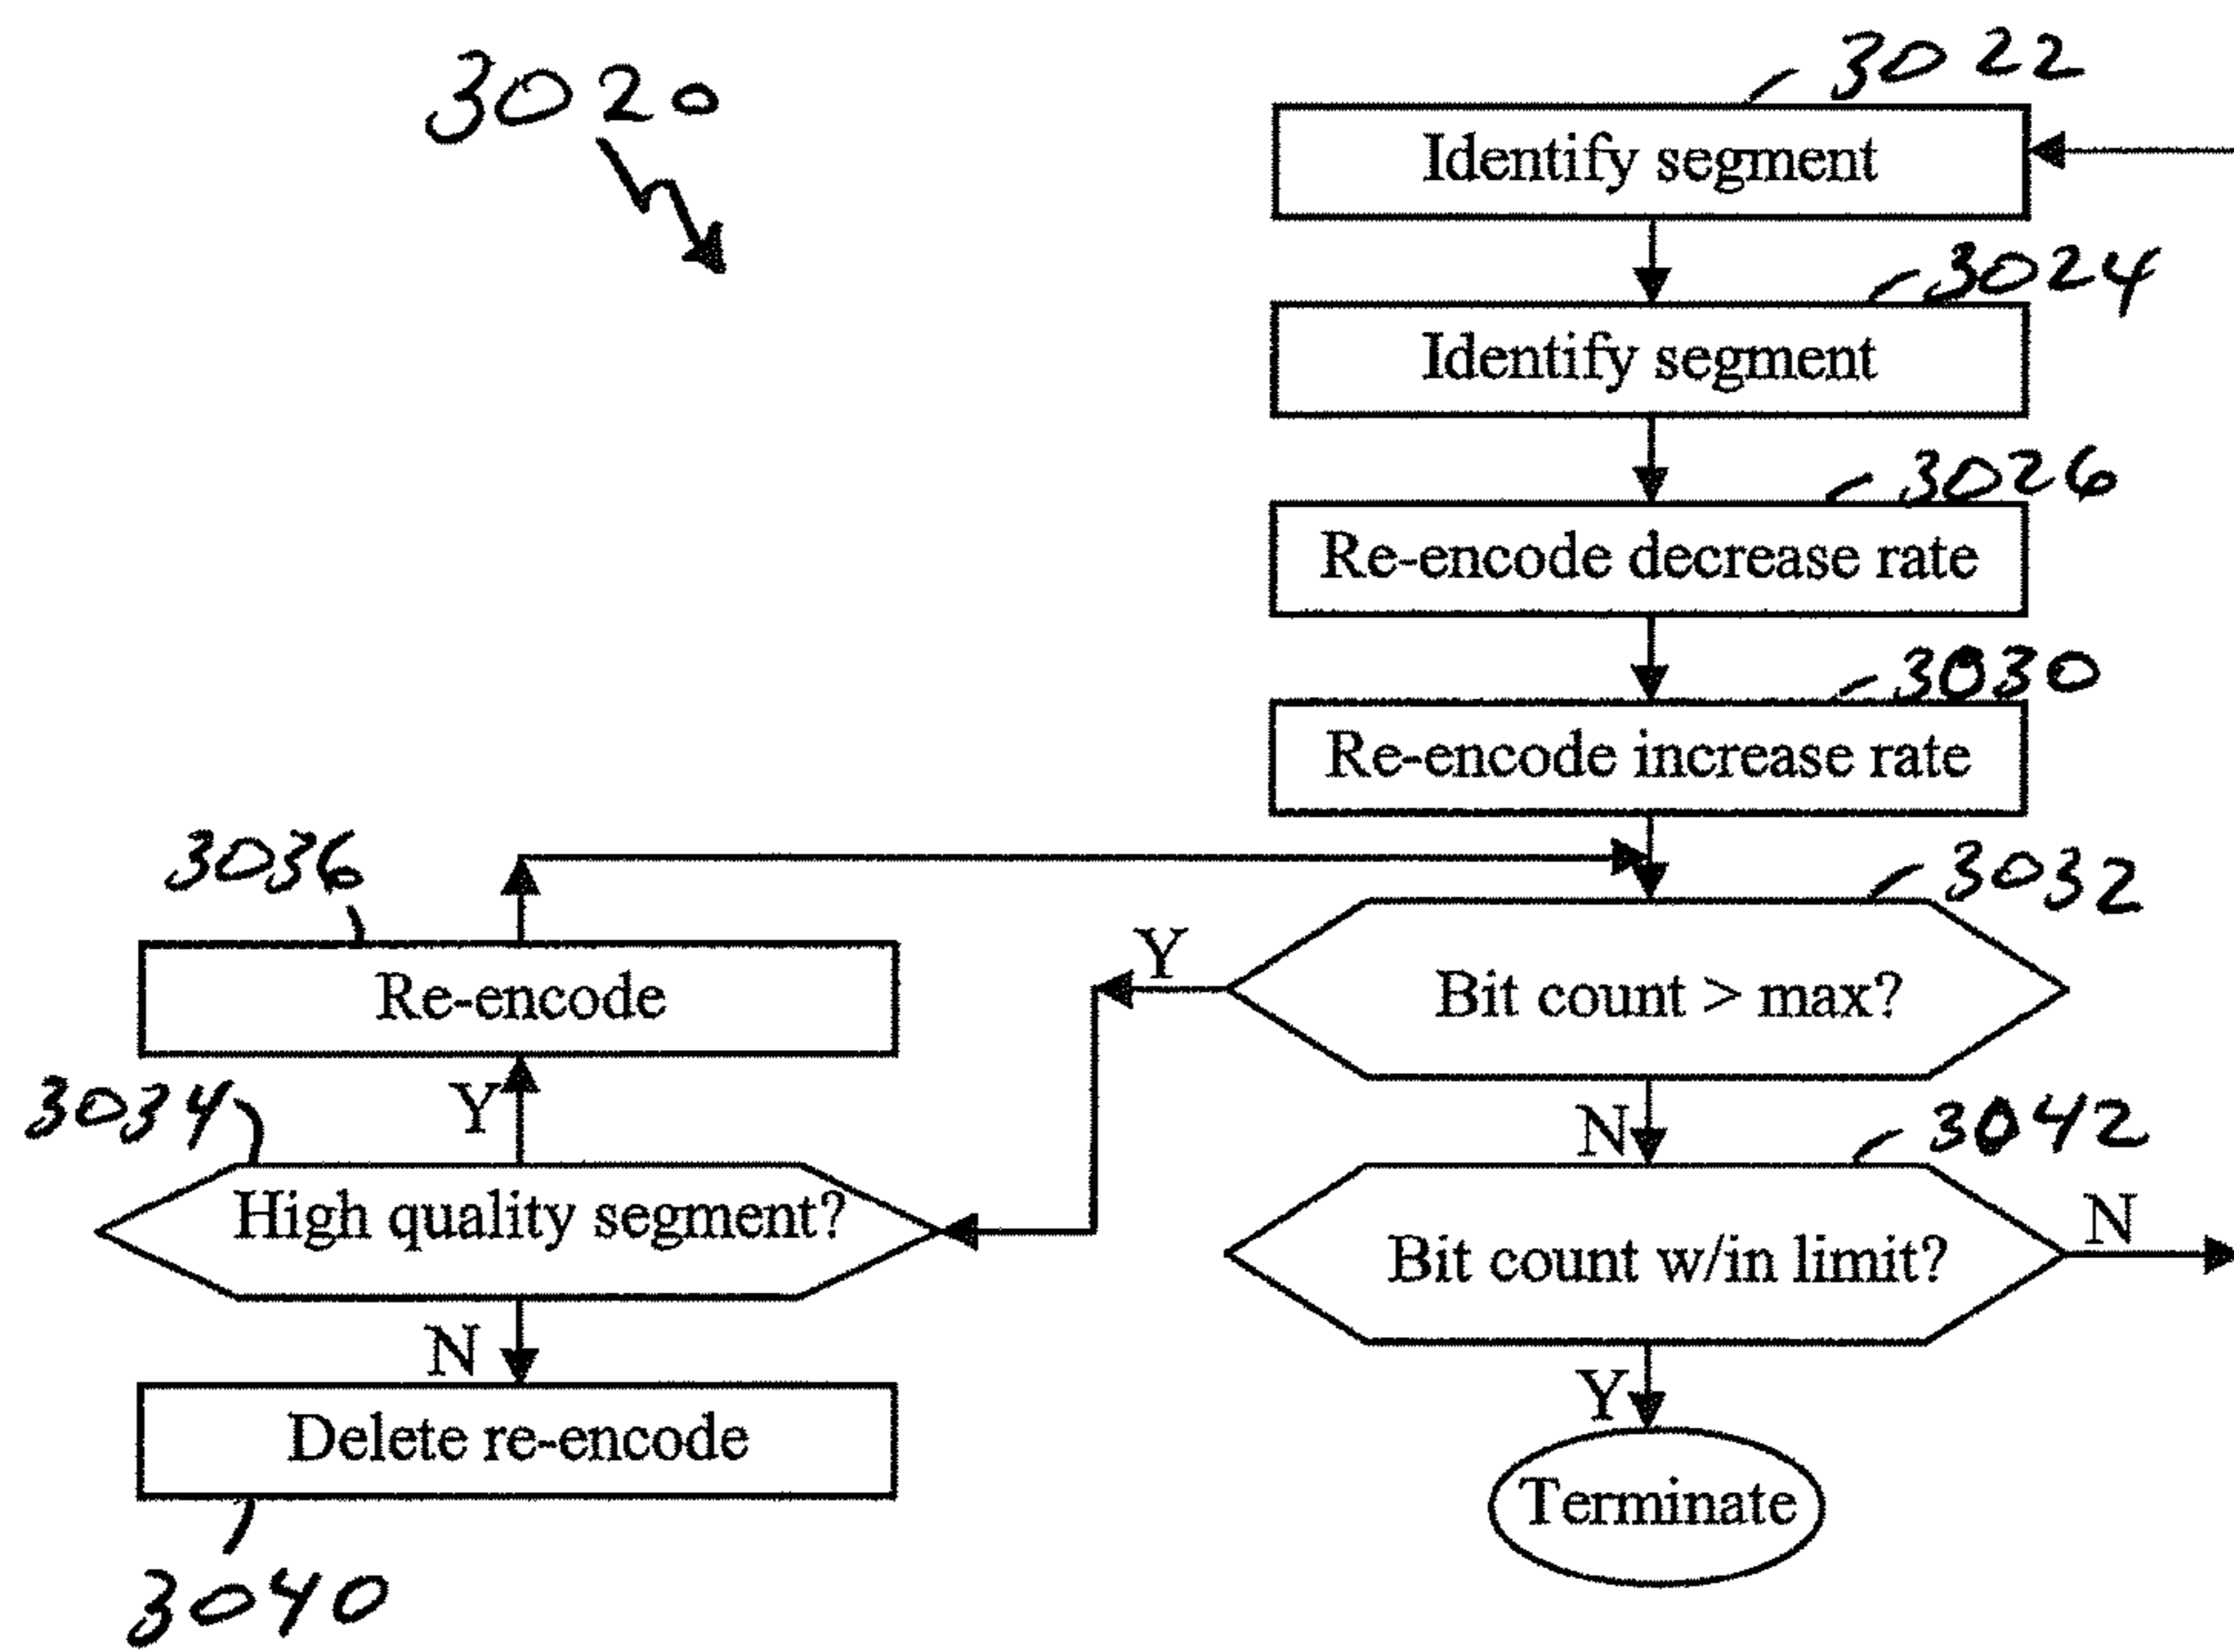 3020
3022
Identify segment
3024
Identify segment
3026
Re-encode decrease rate
3030
Re-encode increase rate
3036
3032
Y
Re-encode
Bit count > max?
3034
Y
N
3042
High quality segment?
N
Bit count w/in limit?
N
Y
Delete re-encode
Terminate
3040